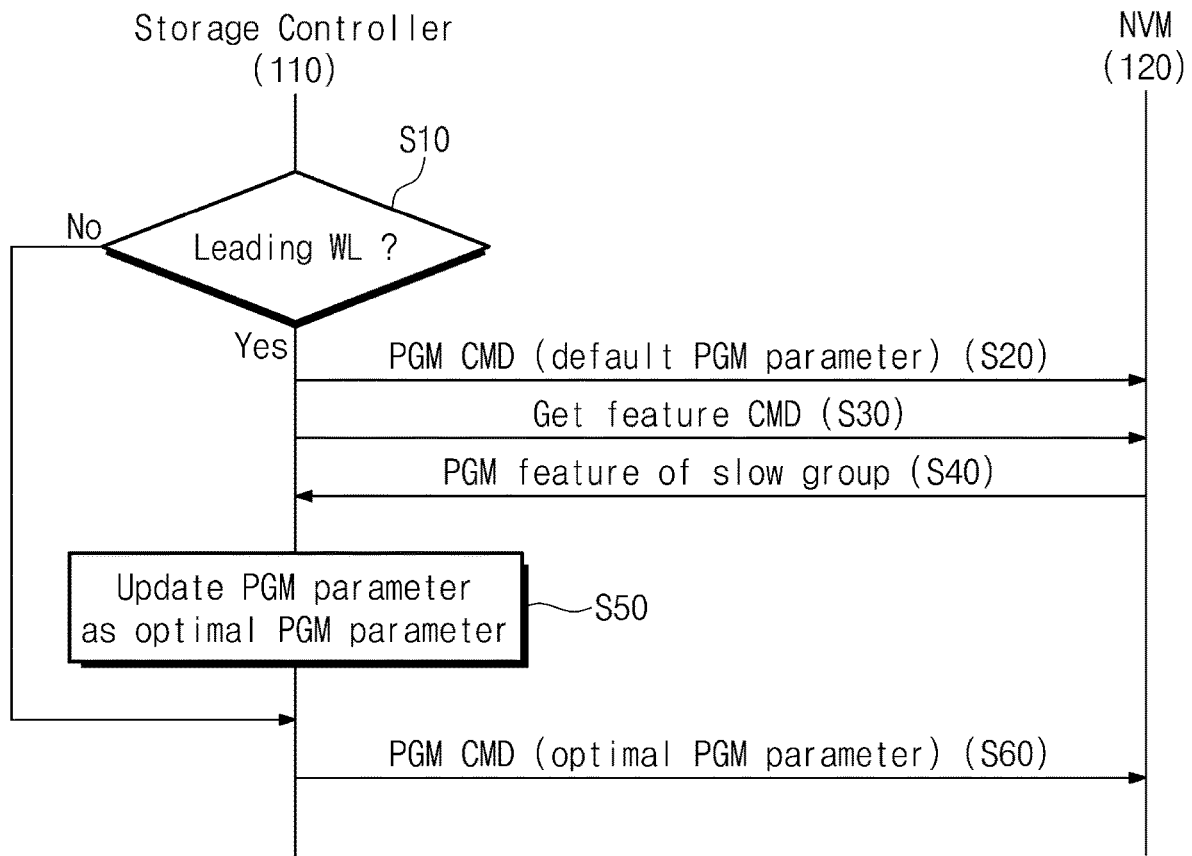 Storage Controller
(110)
NVM
(120)
S10
No
Leading WL ?
Yes
PGM CMD (default PGM parameter) (S20)
Get feature CMD (S30)
PGM feature of slow group (S40)
Update PGM parameter
as optimal PGM parameter
S50
PGM CMD (optimal PGM parameter) (S60)